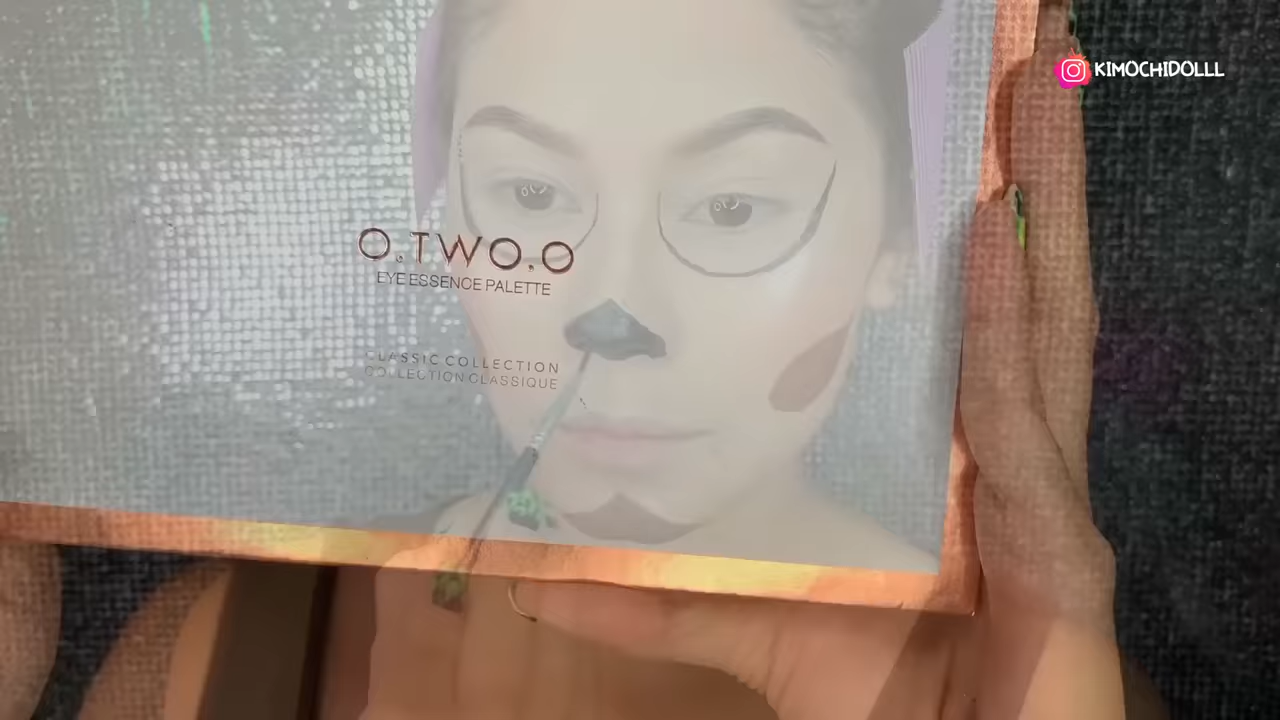 KIMOCHIDOLLL
O.TWO.O
EYE ESSENCE PALETTE
CLASSIC COLLECTION
COLLECTION CLASSIQUE